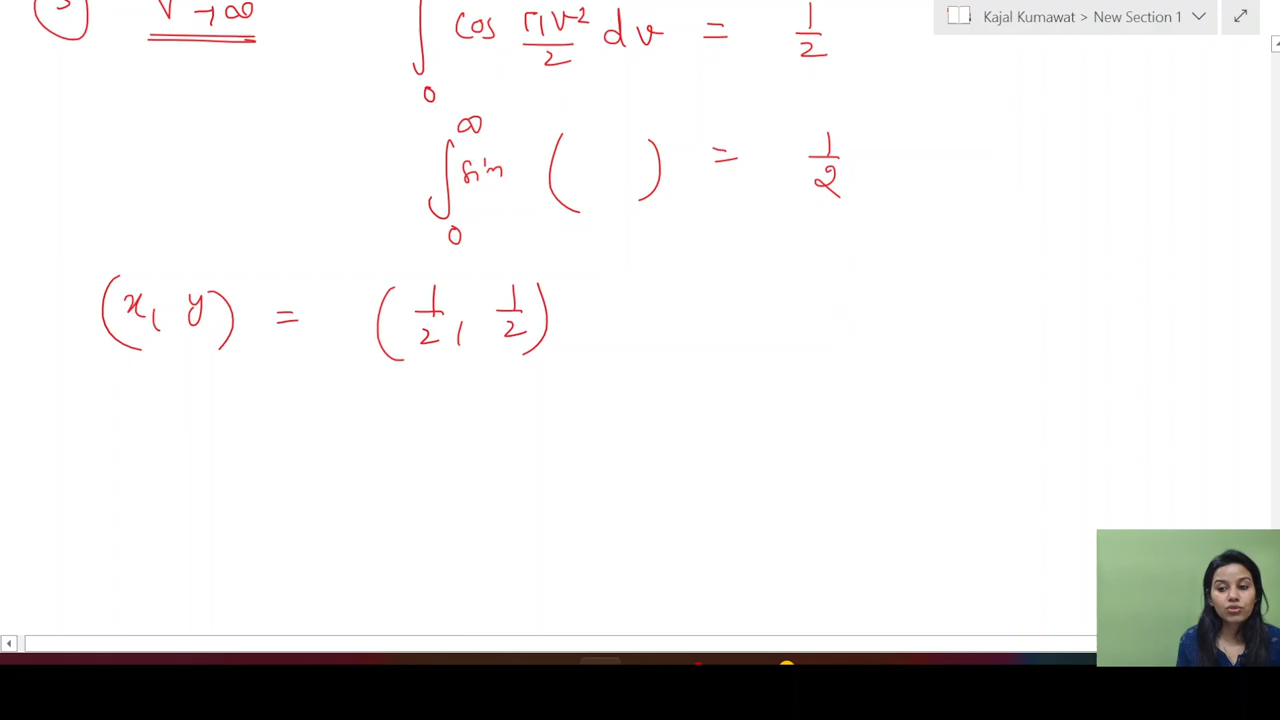 Kajal Kumawat > New Section 1
3 V → ∞ ∫ 0 cos πv²/2 dv = 1/2
∫ 0 ∞ sin ( ) = 1/2
(x, y) = (1/2, 1/2)